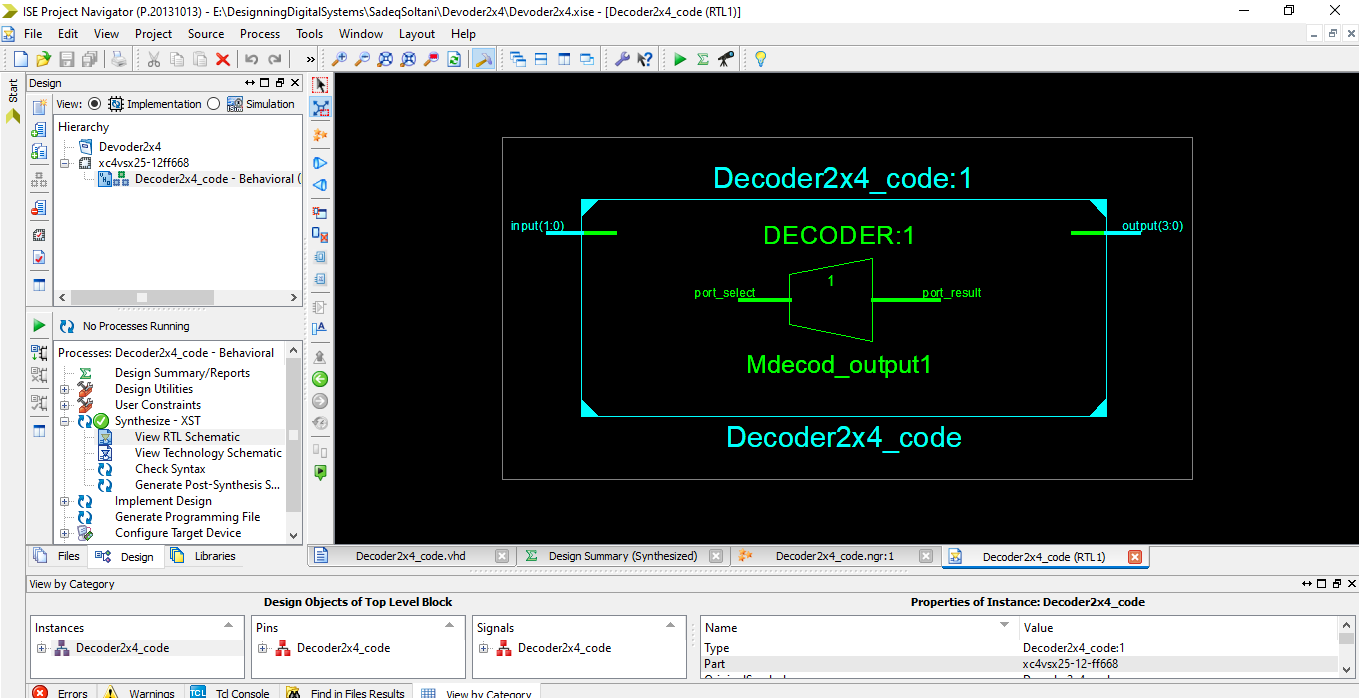 ISE Project Navigator (P.20131013) - E:\DesignningDigitalSystems\SadeqSoltani\Devoder2x4\Devoder2x4.xise - [Decoder2x4_code (RTL1)]
File Edit View Project Source Process Tools Window Layout Help
»
Start
Design
View: Implementation Simulation
Hierarchy
Devoder2x4
xc4vsx25-12ff668
Decoder2x4_code - Behavioral (
No Processes Running
Processes: Decoder2x4_code - Behavioral
Design Summary/Reports
Design Utilities
User Constraints
Synthesize - XST
View RTL Schematic
View Technology Schematic
Check Syntax
Generate Post-Synthesis S...
Implement Design
Generate Programming File
Configure Target Device
Files Design Libraries
Decoder2x4_code:1
input(1:0)
output(3:0)
DECODER:1
1
port_select
port_result
Mdecod_output1
Decoder2x4_code
Decoder2x4_code.vhd Design Summary (Synthesized) Decoder2x4_code.ngr:1 Decoder2x4_code (RTL1)
View by Category
Design Objects of Top Level Block
Properties of Instance: Decoder2x4_code
Instances Pins Signals Name Value
Decoder2x4_code Decoder2x4_code Decoder2x4_code Type Decoder2x4_code:1
Part xc4vsx25-12-ff668
Errors Warnings Tcl Console Find in Files Results View by Category